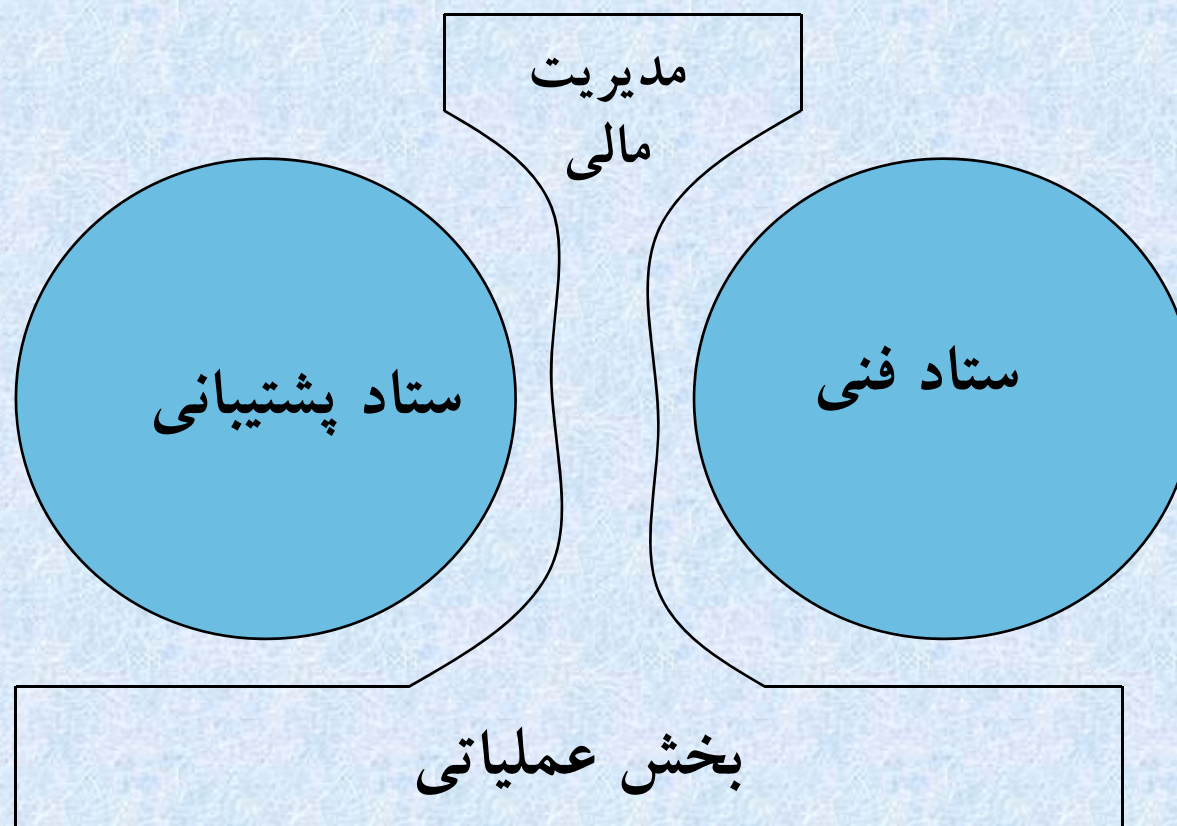 مدیریت
مالی
ستاد فنی
ستاد پشتیبانی
بخش عملیاتی